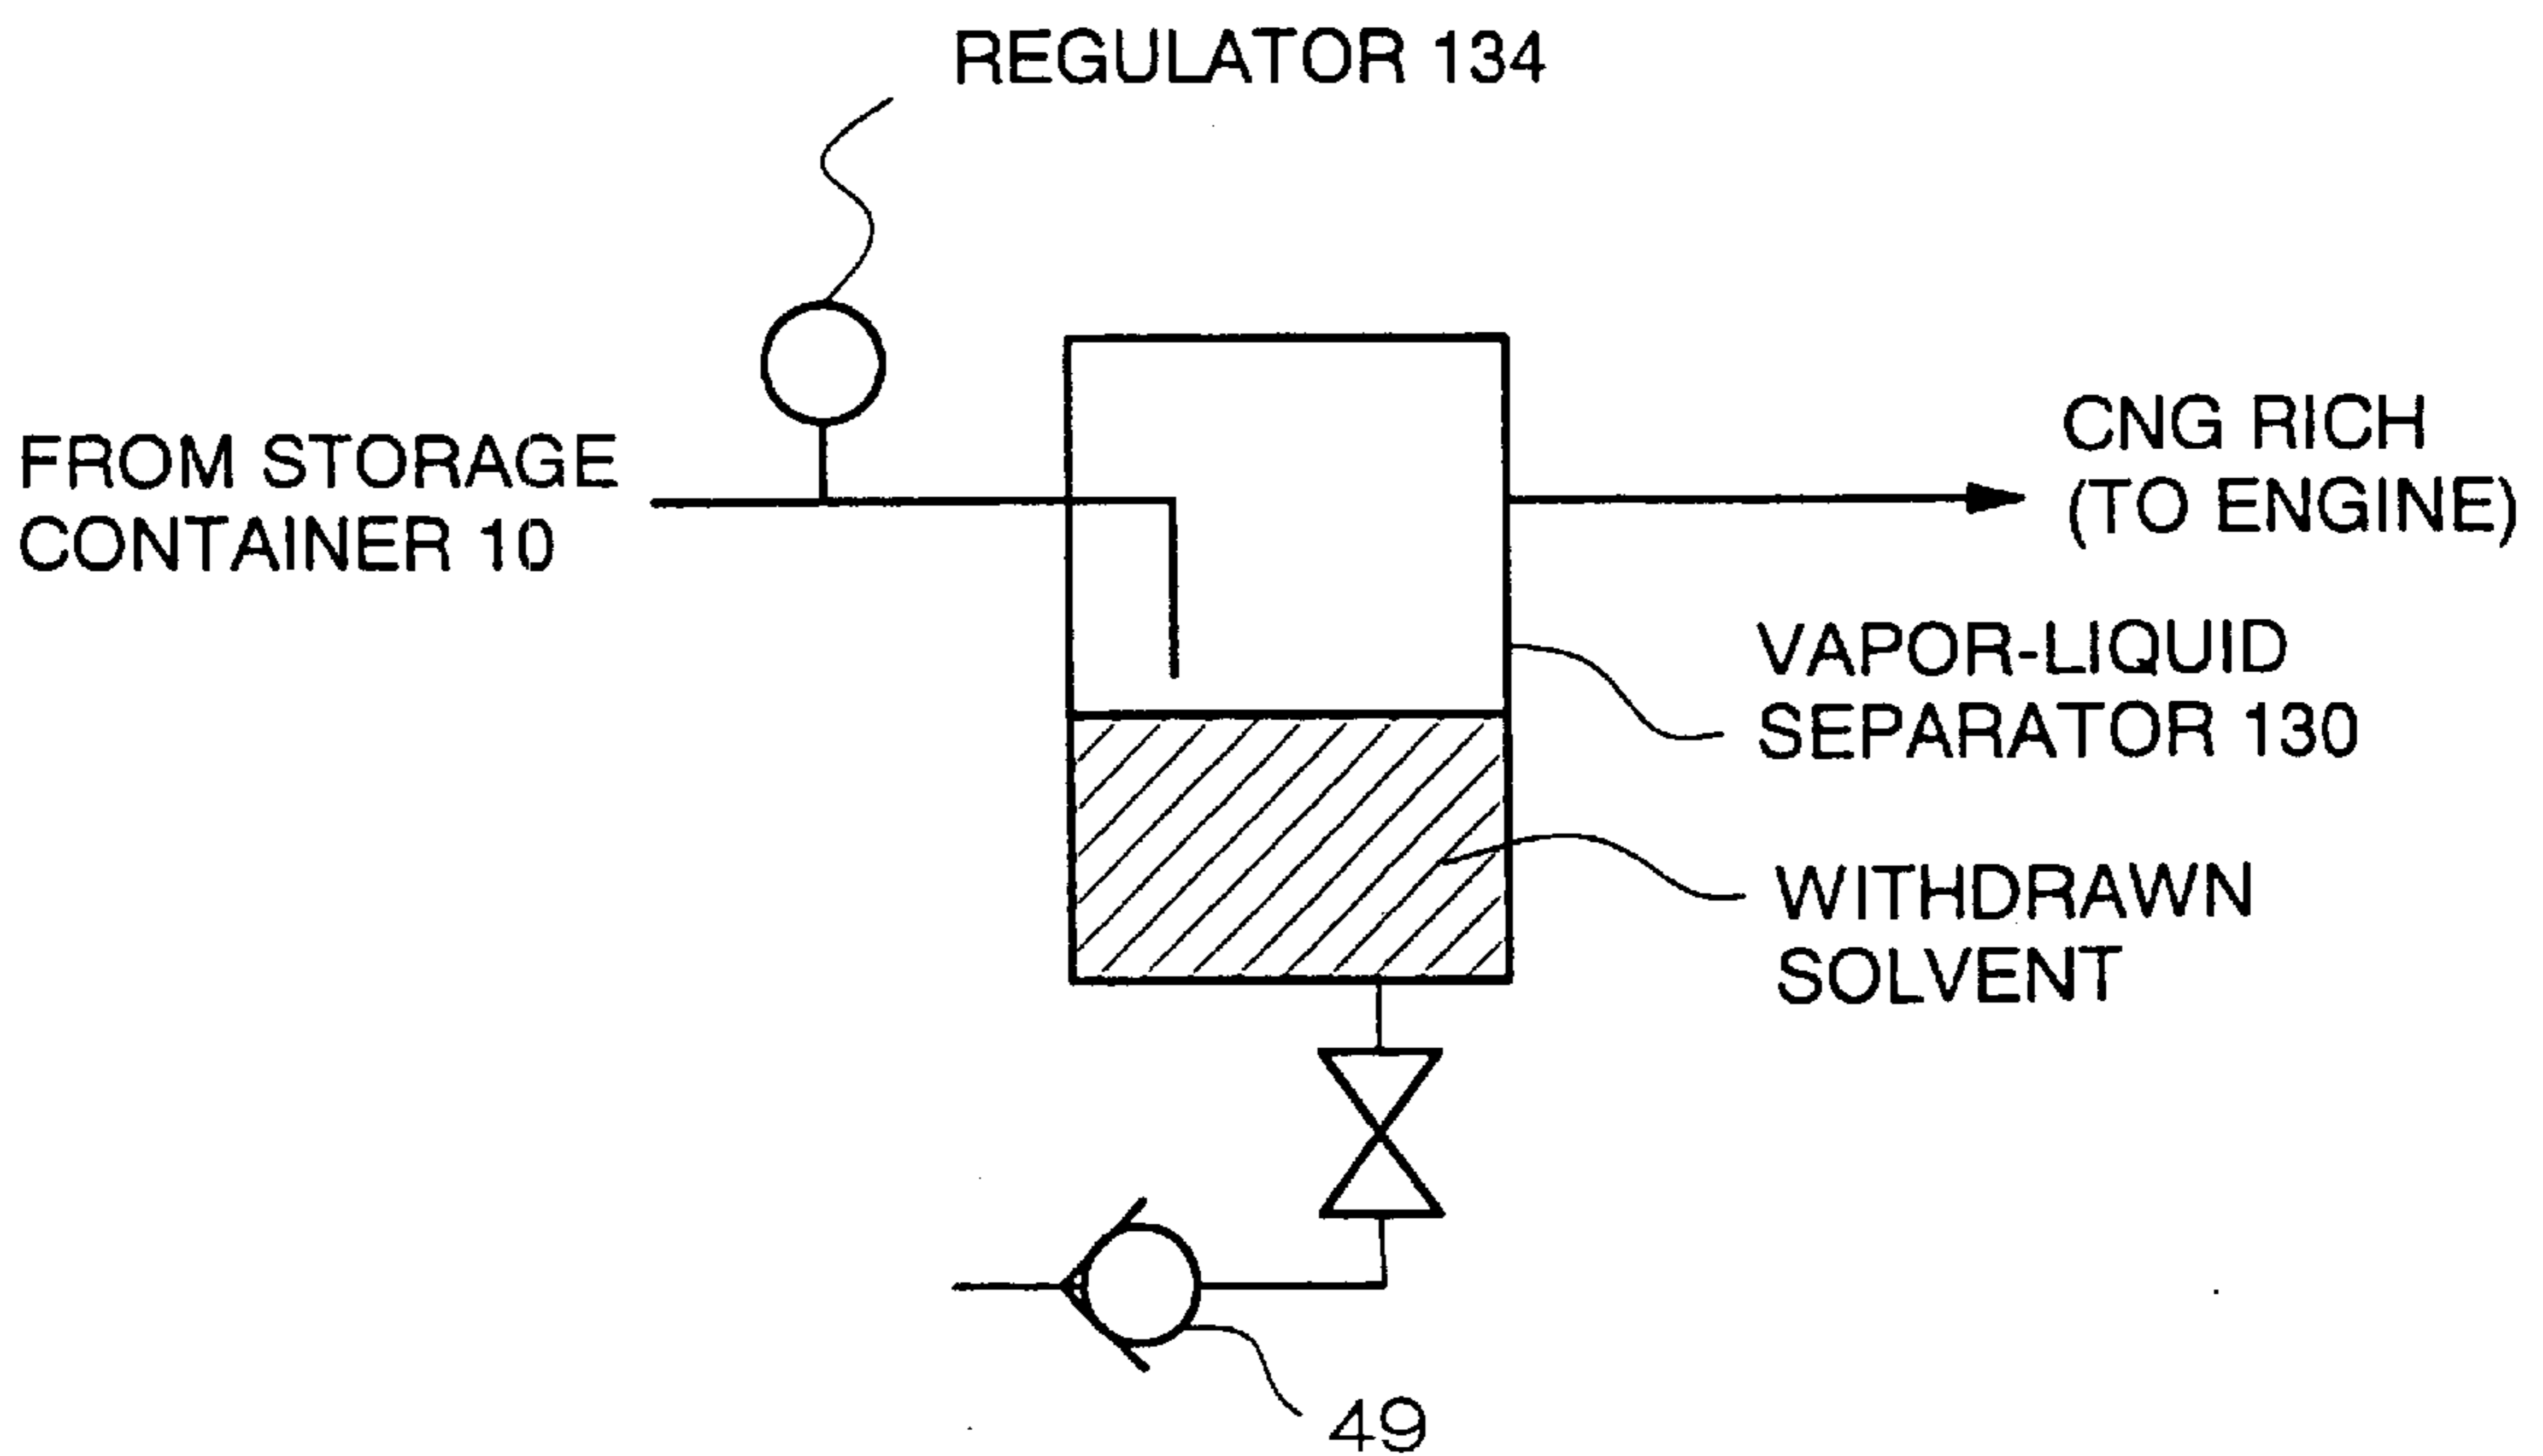 REGULATOR 134
FROM STORAGE
CONTAINER 10
CNG RICH
(TO ENGINE)
VAPOR-LIQUID
SEPARATOR 130
WITHDRAWN
SOLVENT
49